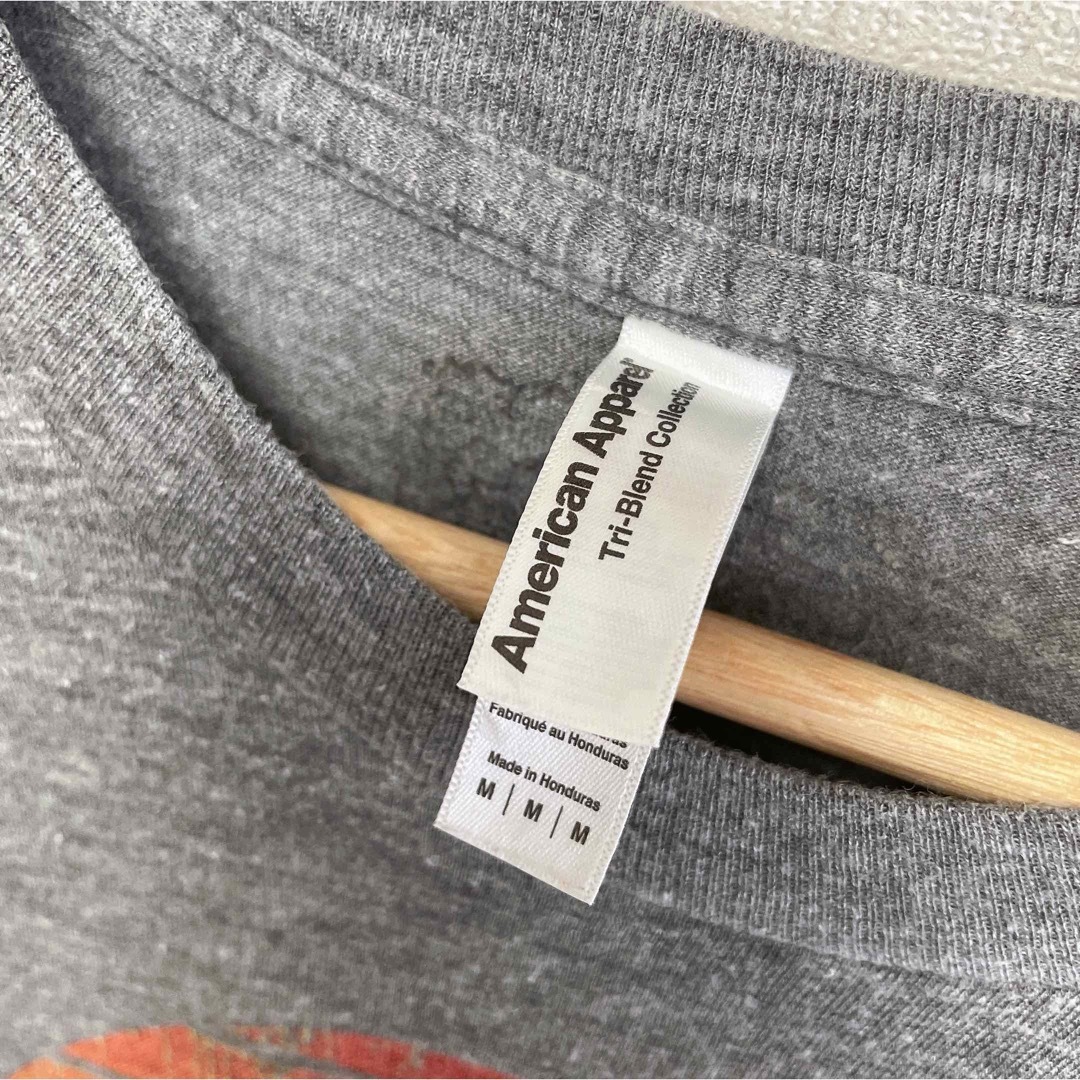 American Apparel®
Tri-Blend Collection
Fabriqué au Honduras
Made in Honduras
M | M | M